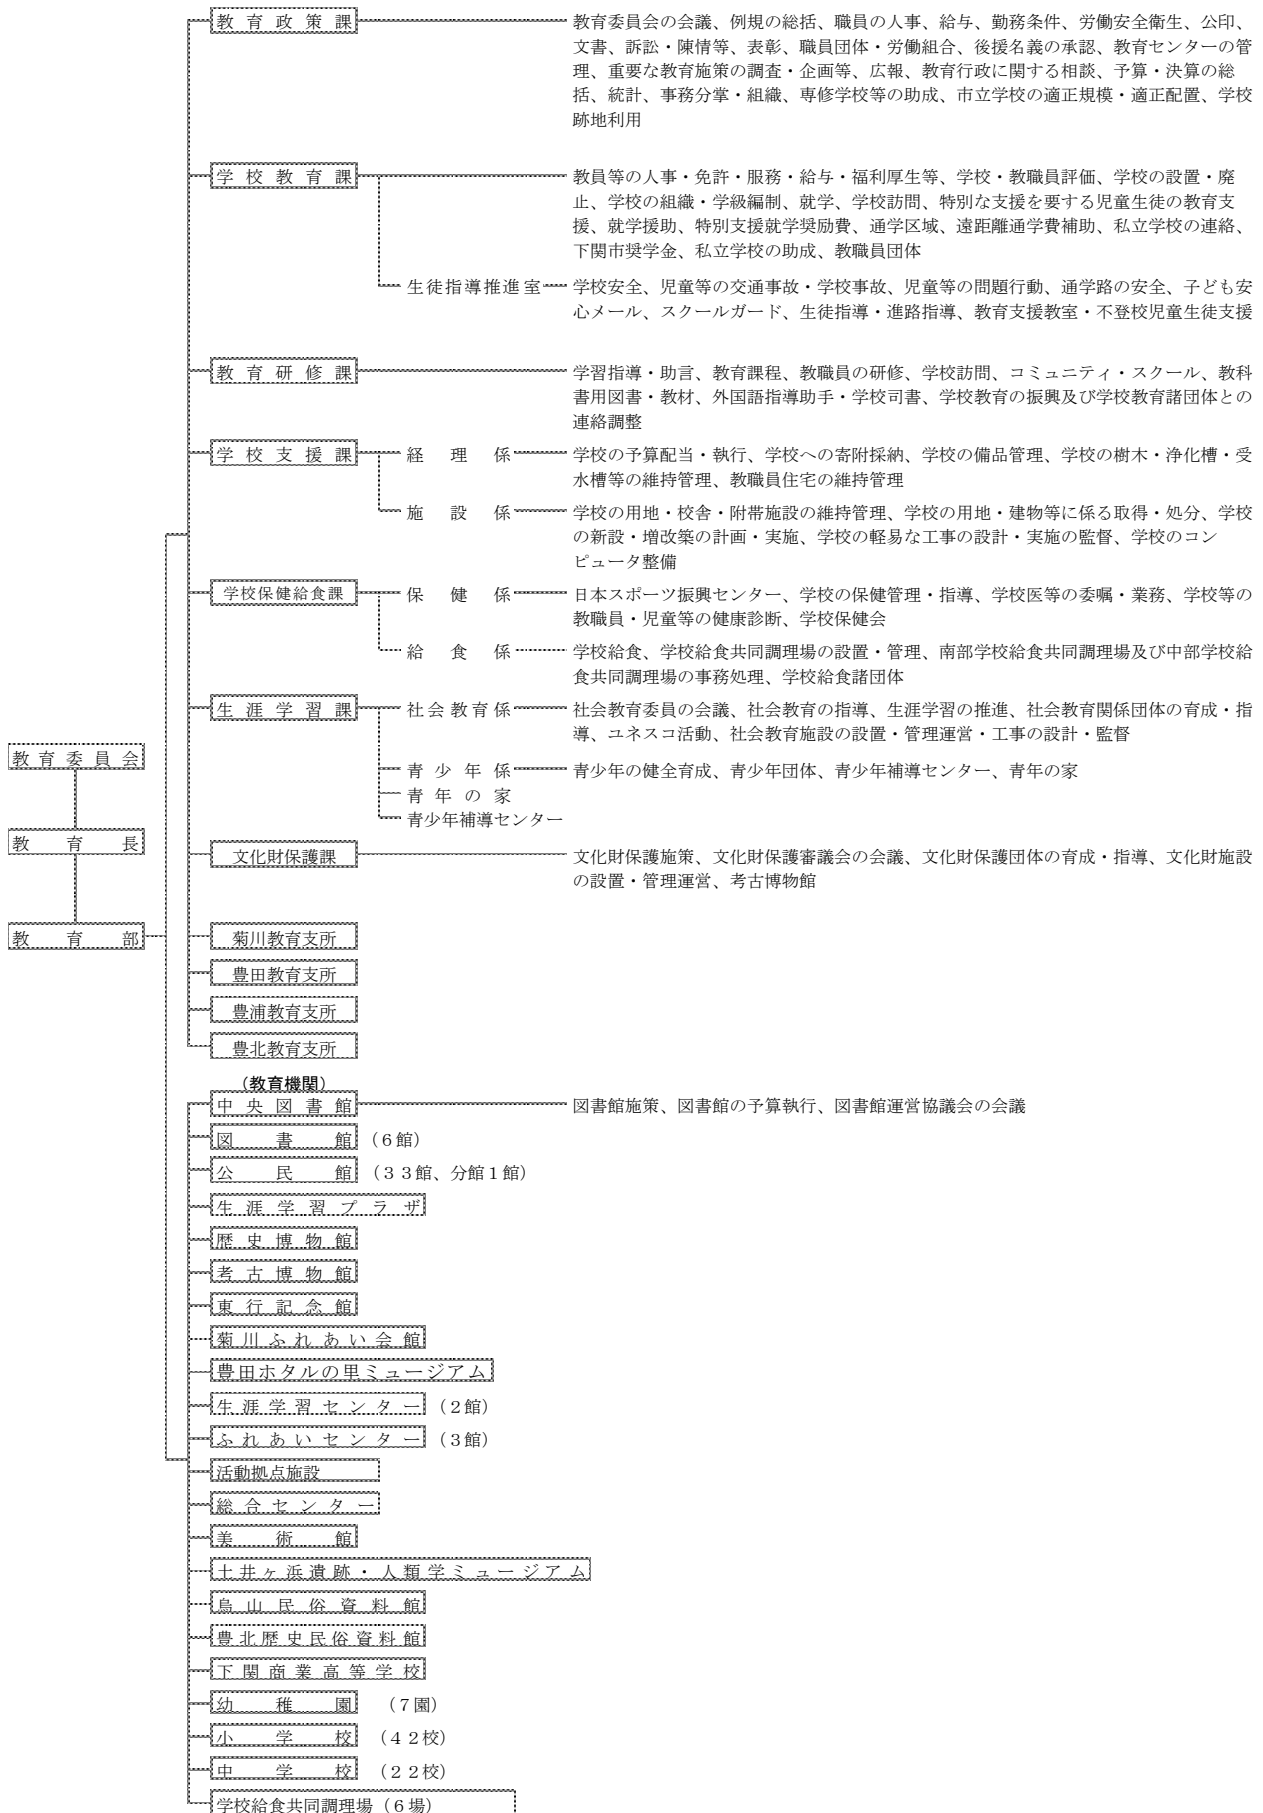 教育政策課 教育委員会の会議、例規の総括、職員の人事、給与、勤務条件、労働安全衛生、公印、
文書、訴訟・陳情等、表彰、職員団体・労働組合、後援名義の承認、教育センターの管
理、重要な教育施策の調査・企画等、広報、教育行政に関する相談、予算・決算の総
括、統計、事務分掌・組織、専修学校等の助成、市立学校の適正規模・適正配置、学校
跡地利用
学校教育課 教員等の人事・免許・服務・給与・福利厚生等、学校・教職員評価、学校の設置・廃
止、学校の組織・学級編制、就学、学校訪問、特別な支援を要する児童生徒の教育支
援、就学援助、特別支援就学奨励費、通学区域、遠距離通学費補助、私立学校の連絡、
下関市奨学金、私立学校の助成、教職員団体
生徒指導推進室 学校安全、児童等の交通事故・学校事故、児童等の問題行動、通学路の安全、子ども安
心メール、スクールガード、生徒指導・進路指導、教育支援教室・不登校児童生徒支援
教育研修課 学習指導・助言、教育課程、教職員の研修、学校訪問、コミュニティ・スクール、教科
書用図書・教材、外国語指導助手・学校司書、学校教育の振興及び学校教育諸団体との
連絡調整
学校支援課 経理係 学校の予算配当・執行、学校への寄附採納、学校の備品管理、学校の樹木・浄化槽・受
水槽等の維持管理、教職員住宅の維持管理
施設係 学校の用地・校舎・附帯施設の維持管理、学校の用地・建物等に係る取得・処分、学校
の新設・増改築の計画・実施、学校の軽易な工事の設計・実施の監督、学校のコン
ピュータ整備
学校保健給食課 保健係 日本スポーツ振興センター、学校の保健管理・指導、学校医等の委嘱・業務、学校等の
教職員・児童等の健康診断、学校保健会
給食係 学校給食、学校給食共同調理場の設置・管理、南部学校給食共同調理場及び中部学校給
食共同調理場の事務処理、学校給食諸団体
生涯学習課 社会教育係 社会教育委員の会議、社会教育の指導、生涯学習の推進、社会教育関係団体の育成・指
導、ユネスコ活動、社会教育施設の設置・管理運営・工事の設計・監督
教育委員会
青少年係 青少年の健全育成、青少年団体、青少年補導センター、青年の家
青年の家
青少年補導センター
教育長
文化財保護課 文化財保護施策、文化財保護審議会の会議、文化財保護団体の育成・指導、文化財施設
の設置・管理運営、考古博物館
教育部
菊川教育支所
豊田教育支所
豊浦教育支所
豊北教育支所
（教育機関）
中央図書館 図書館施策、図書館の予算執行、図書館運営協議会の会議
図書館（６館）
公民館（３３館、分館１館）
生涯学習プラザ
歴史博物館
考古博物館
東行記念館
菊川ふれあい会館
豊田ホタルの里ミュージアム
生涯学習センター（２館）
ふれあいセンター（３館）
活動拠点施設
総合センター
美術館
土井ヶ浜遺跡・人類学ミュージアム
烏山民俗資料館
豊北歴史民俗資料館
下関商業高等学校
幼稚園（７園）
小学校（４２校）
中学校（２２校）
学校給食共同調理場（６場）